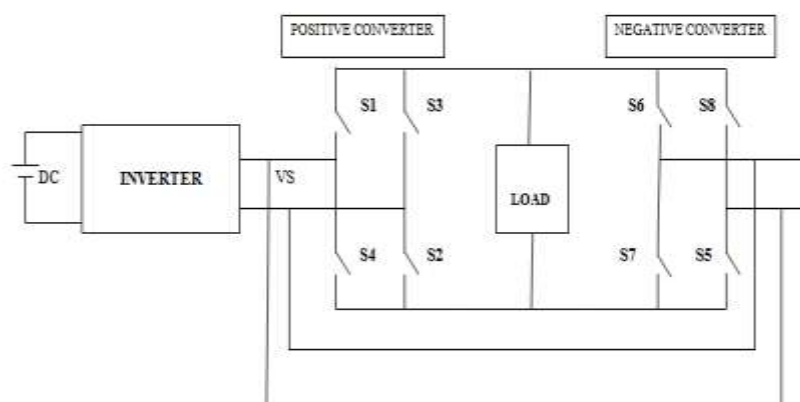 POSITIVE CONVERTER
NEGATIVE CONVERTER
S1
S3
S6
S8
DC
INVERTER
VS
LOAD
S4
S2
S7
S5